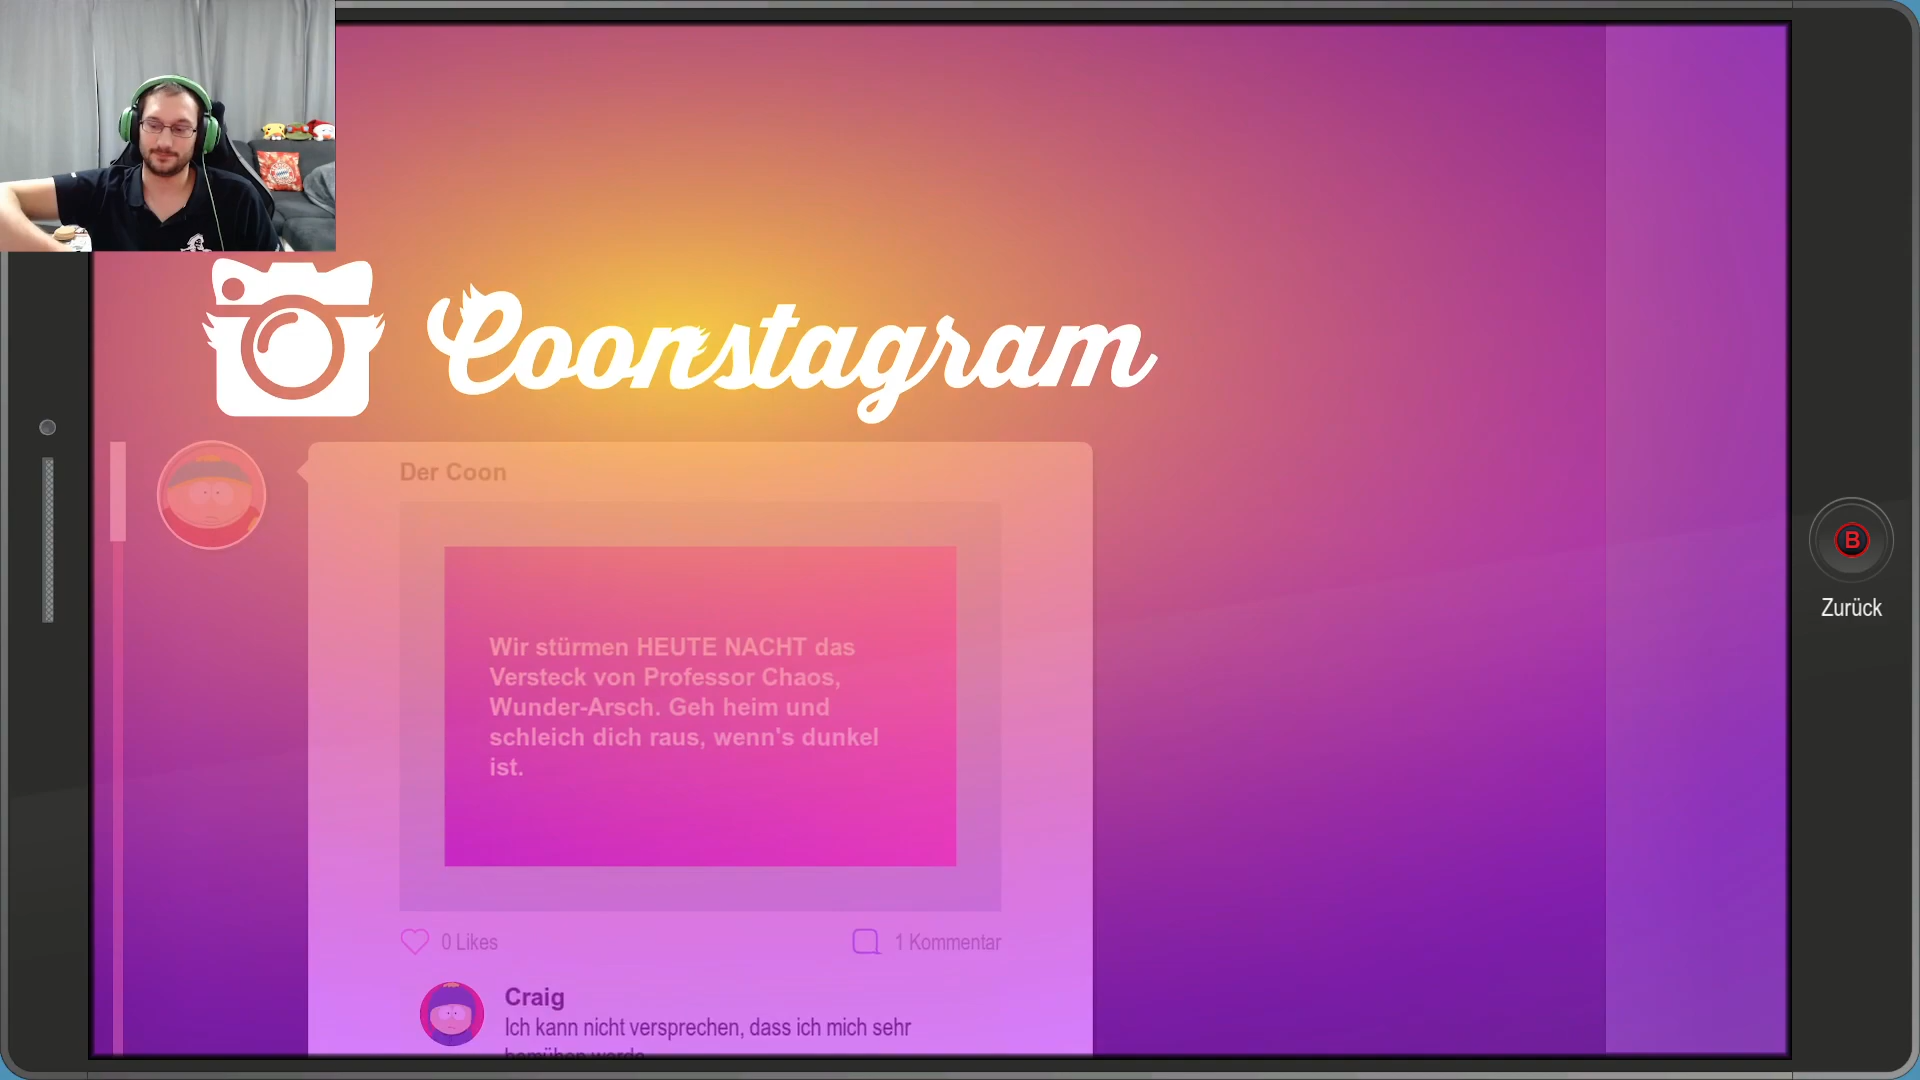 Coonstagram
Der Coon
Wir stürmen HEUTE NACHT das
Versteck von Professor Chaos,
Wunder-Arsch. Geh heim und
schleich dich raus, wenn's dunkel
ist.
0 Likes
1 Kommentar
Craig
Ich kann nicht versprechen, dass ich mich sehr
B
Zurück